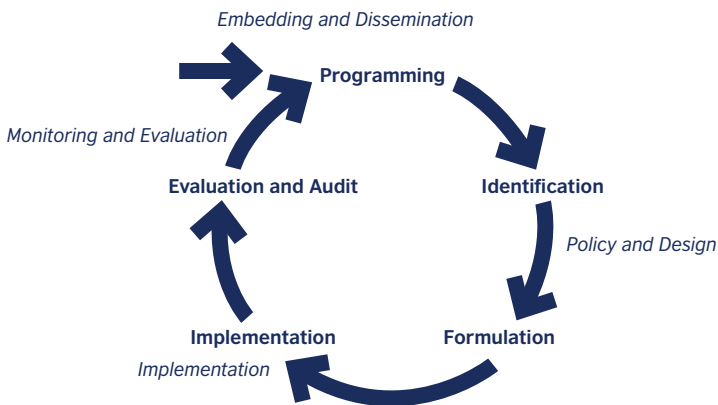 Embedding and Dissemination
Programming
Monitoring and Evaluation
Evaluation and Audit
Identification
Policy and Design
Implementation
Formulation
Implementation